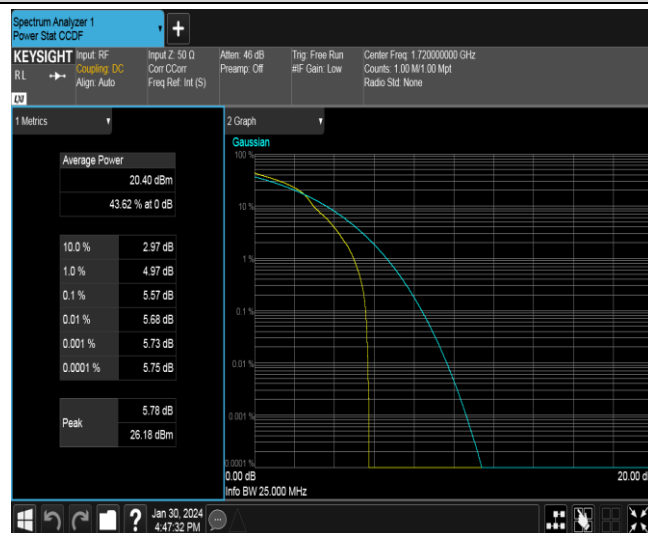 Spectrum Analyzer 1
Power Stat CCDF
+
KEYSIGHT
RL
LXI
Input: RF
Coupling: DC
Align: Auto
Input Z: 50 Ω
Corr CCorr
Freq Ref: Int (S)
Atten: 46 dB
Preamp: Off
Trig: Free Run
#IF Gain: Low
Center Freq: 1.720000000 GHz
Counts: 1.00 M/1.00 Mpt
Radio Std: None
1 Metrics
Average Power
20.40 dBm
43.62 % at 0 dB
10.0 % 2.97 dB
1.0 % 4.97 dB
0.1 % 5.57 dB
0.01 % 5.68 dB
0.001 % 5.73 dB
0.0001 % 5.75 dB
Peak
5.78 dB
26.18 dBm
2 Graph
Gaussian
100 %
10 %
1 %
0.1 %
0.01 %
0.001 %
0.0001 %
0.00 dB
20.00 d
Info BW 25.000 MHz
?
Jan 30, 2024
4:47:32 PM